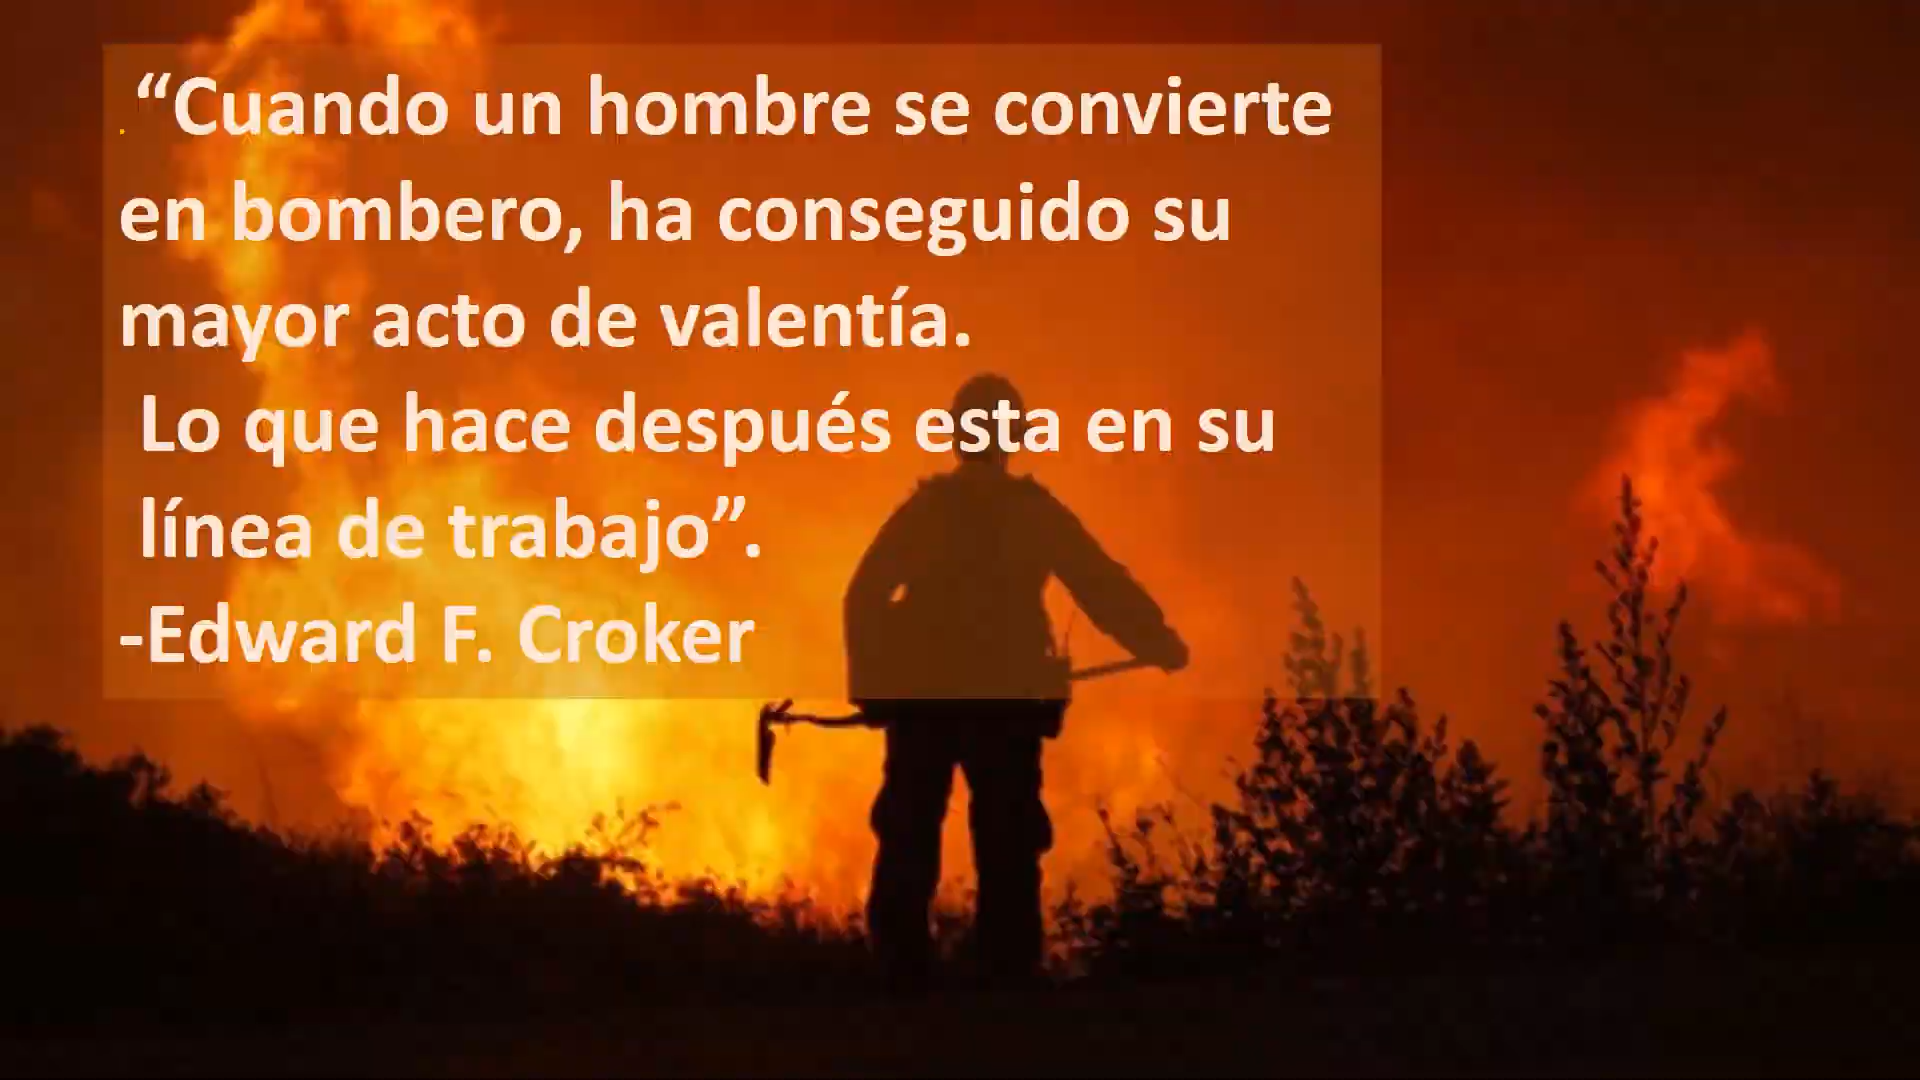 . “Cuando un hombre se convierte
en bombero, ha conseguido su
mayor acto de valentía.
Lo que hace después esta en su
línea de trabajo”.
-Edward F. Croker